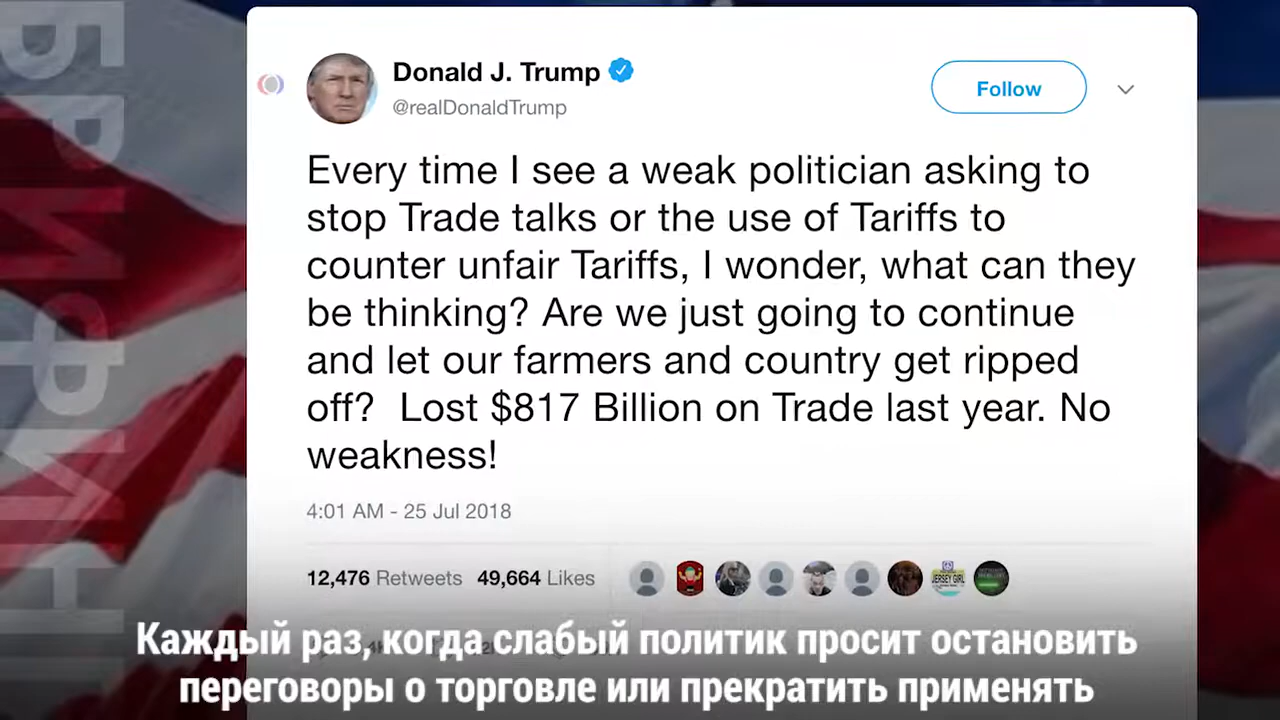 БРИФИН
Donald J. Trump
@realDonaldTrump
Follow
Every time I see a weak politician asking to
stop Trade talks or the use of Tariffs to
counter unfair Tariffs, I wonder, what can they
be thinking? Are we just going to continue
and let our farmers and country get ripped
off?  Lost $817 Billion on Trade last year. No
weakness!
4:01 AM - 25 Jul 2018
12,476 Retweets 49,664 Likes
JERSEY GIRL
Каждый раз, когда слабый политик просит остановить
переговоры о торговле или прекратить применять